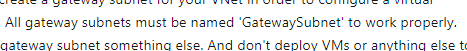 create a gateway subnet for your VNet in order to configure a virtual
All gateway subnets must be named 'GatewaySubnet' to work properly.
gateway subnet something else. And don't deploy VMs or anything else t